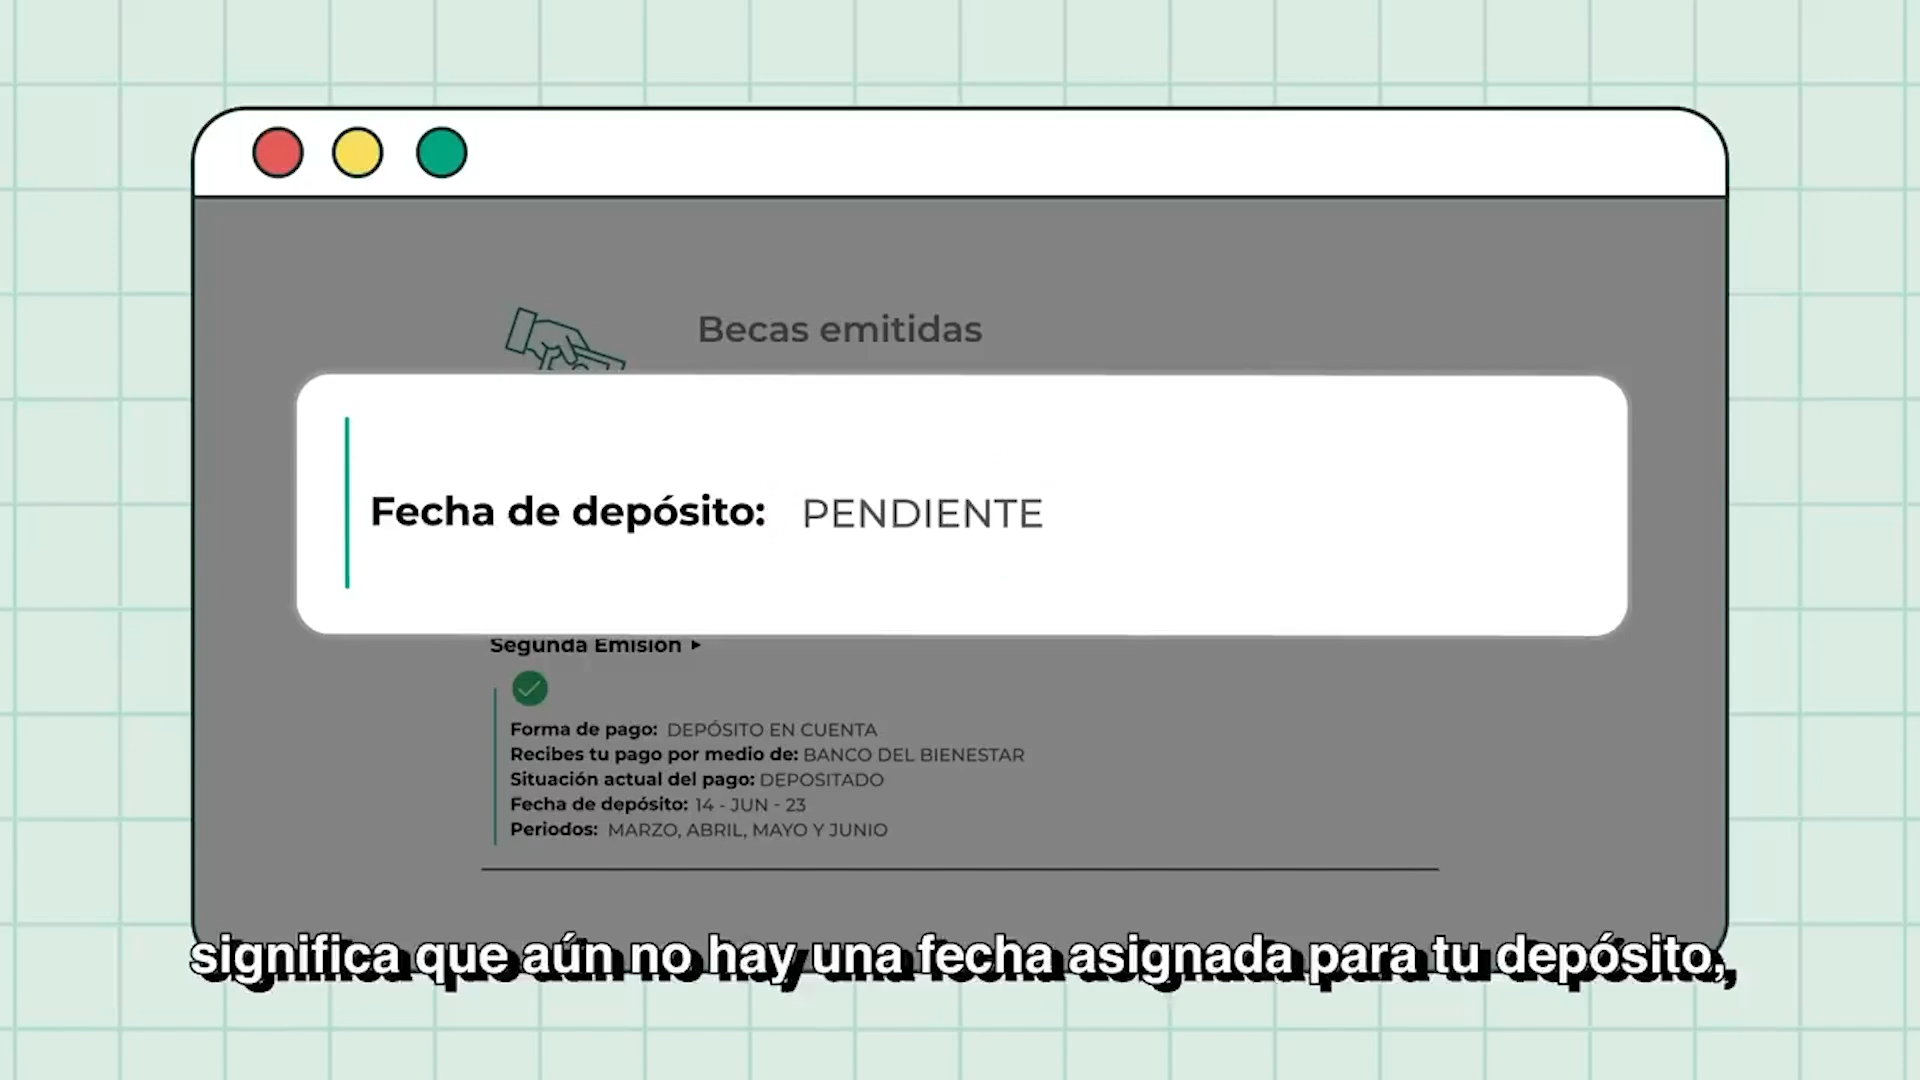 Becas emitidas
Fecha de depósito: PENDIENTE
Segunda Emisión ▸
Forma de pago: DEPÓSITO EN CUENTA
Recibes tu pago por medio de: BANCO DEL BIENESTAR
Situación actual del pago: DEPOSITADO
Fecha de depósito: 14 - JUN - 23
Periodos: MARZO, ABRIL, MAYO Y JUNIO
significa que aún no hay una fecha asignada para tu depósito,